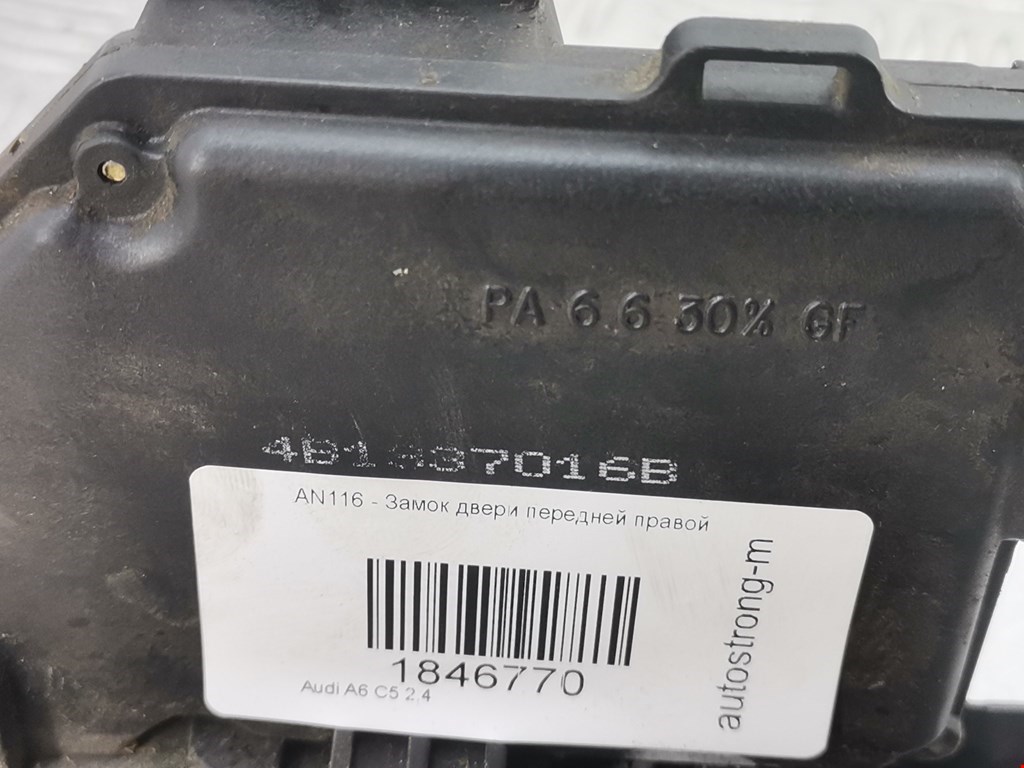 PA 6.6 30% GF
4B1837016B
AN116 - Замок двери передней правой
autostrong-m
1846770
Audi A6 C5 2.4